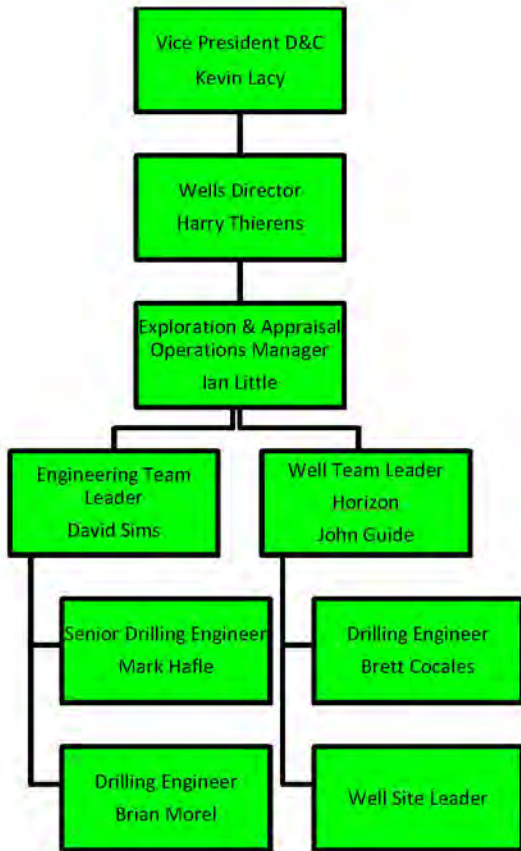 Vice President D&C
Kevin Lacy
Wells Director
Harry Thierens
Exploration & Appraisal
Operations Manager
Ian Little
Engineering Team
Leader
David Sims
Well Team Leader
Horizon
John Guide
Senior Drilling Engineer
Mark Hafle
Drilling Engineer
Brett Cocales
Drilling Engineer
Brian Morel
Well Site Leader